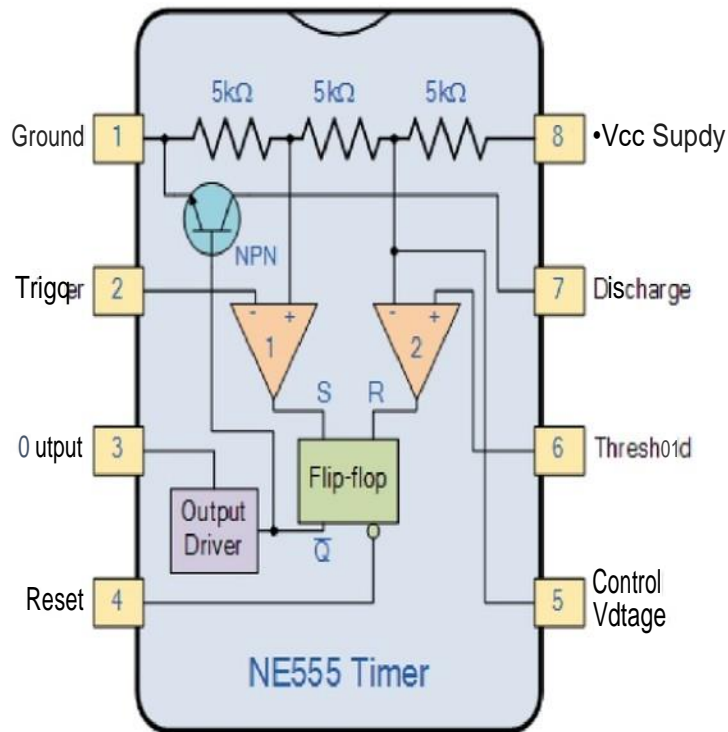 5kΩ 5kΩ 5kΩ
Ground 1
8 •Vcc Supdy
NPN
Trigqer 2
7 Discharge
- + - +
1 2
S R
0 utput 3
6 Thresh01d
Flip-flop
Output
Driver
Q̅
Reset 4
5 Control
Vdtage
NE555 Timer